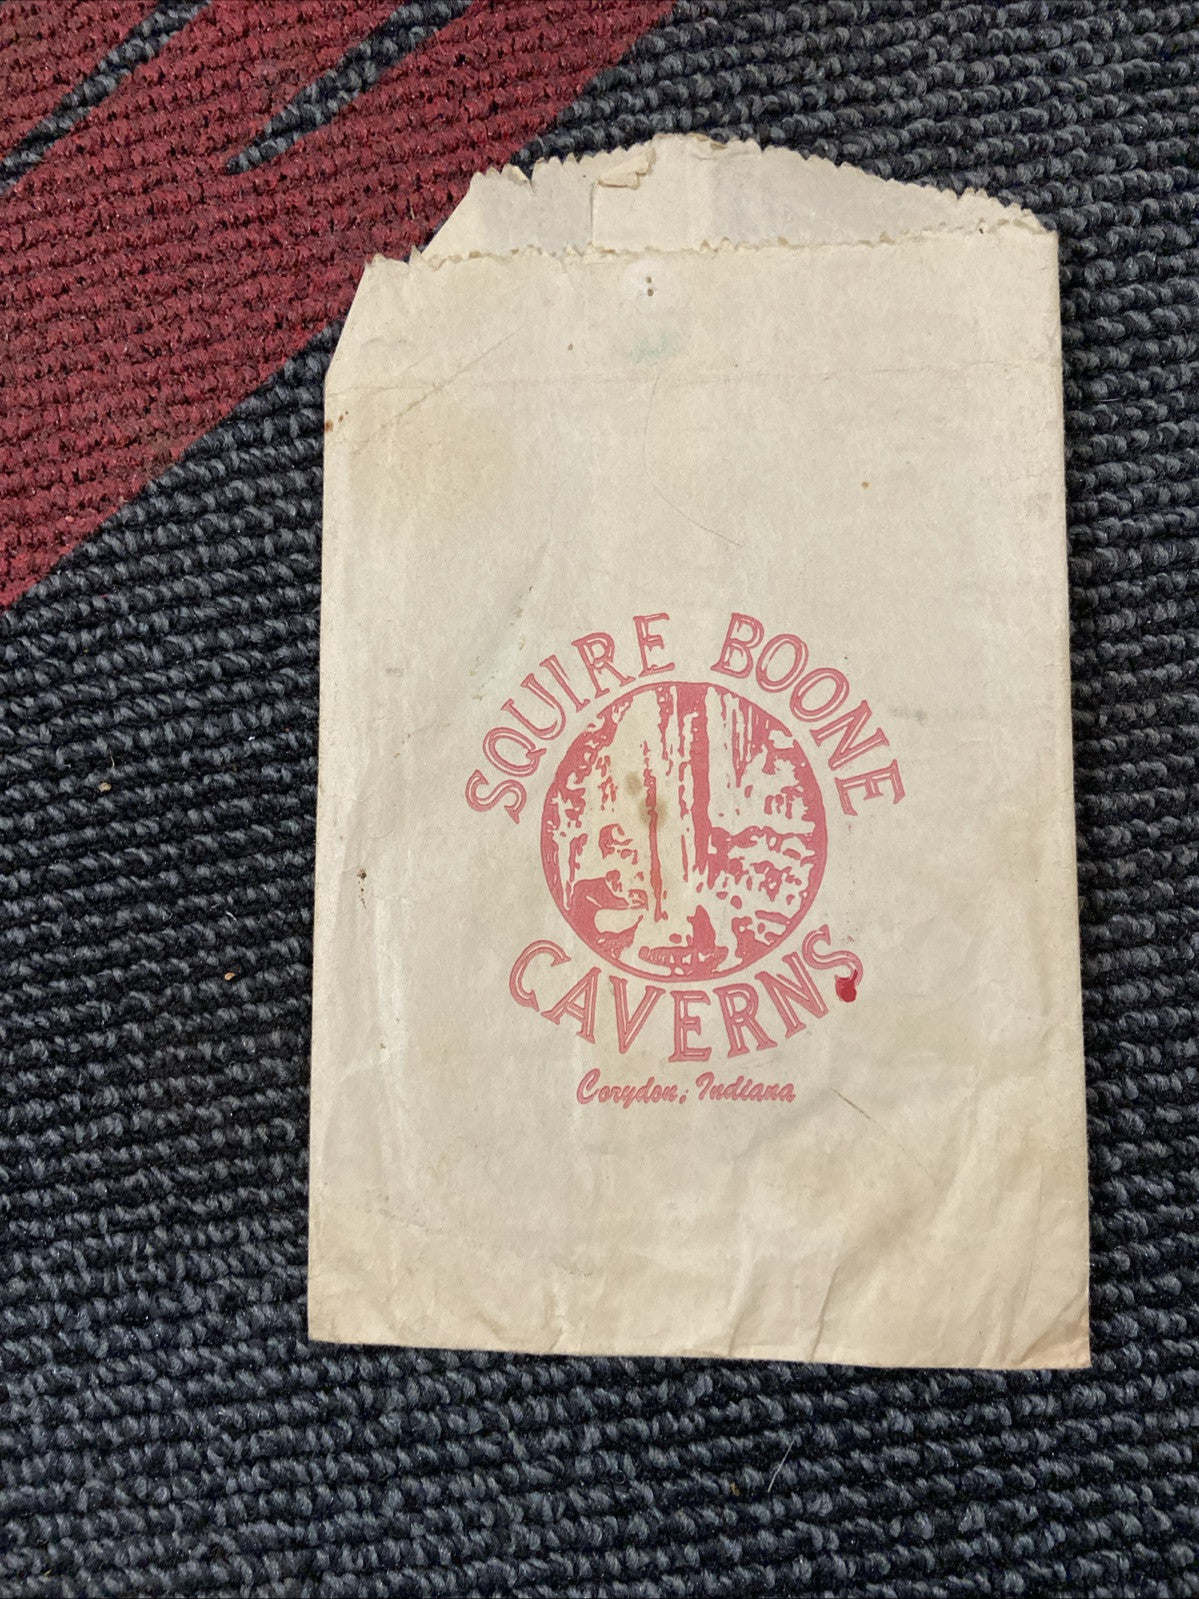 SQUIRE BOONE
CAVERNS
Corydon, Indiana